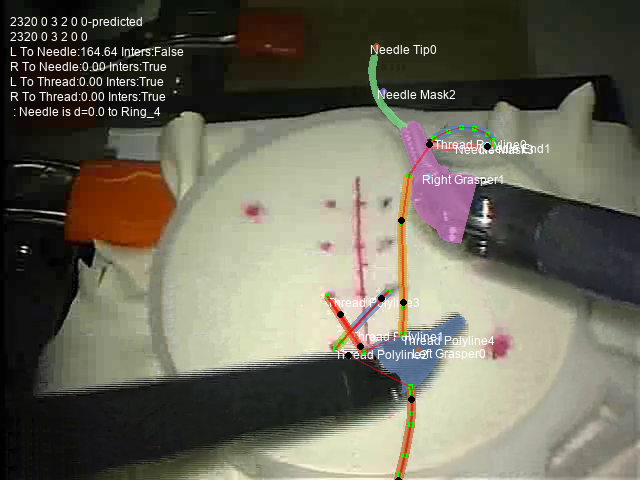 2320 0 3 2 0 0-predicted
2320 0 3 2 0 0
L To Needle:164.64 Inters:False
R To Needle:0.00 Inters:True
L To Thread:0.00 Inters:True
R To Thread:0.00 Inters:True
: Needle is d=0.0 to Ring_4
Needle Tip0
Needle Mask2
Thread Polyline0
Right Grasper1
Thread Polyline3
Thread Polyline1
Thread Polyline4
Thread Polyline2
Left Grasper0